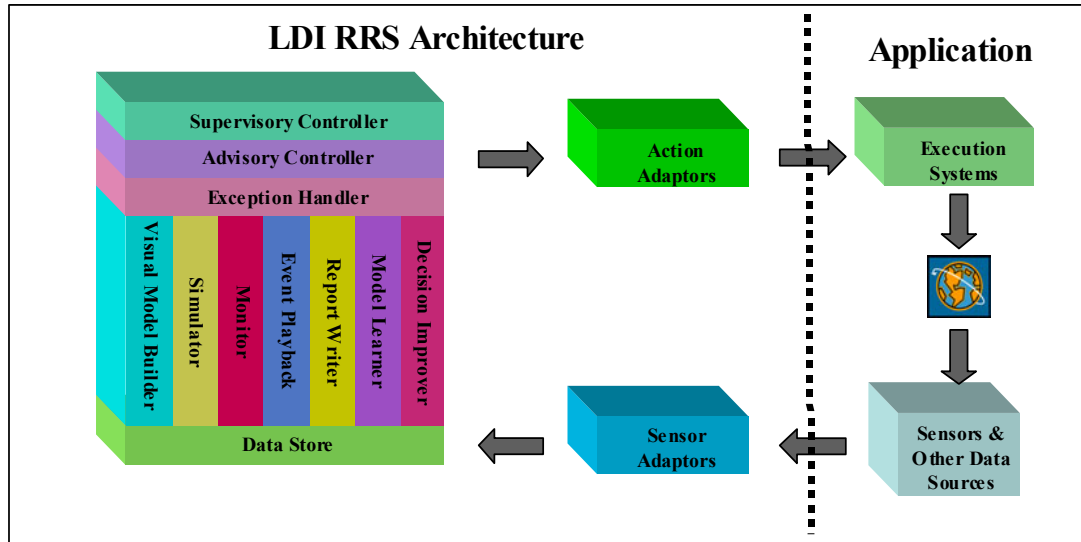 LDI RRS Architecture
Application
Supervisory Controller
Advisory Controller
Exception Handler
Visual Model Builder
Simulator
Monitor
Event Playback
Report Writer
Model Learner
Decision Improver
Data Store
Action
Adaptors
Execution
Systems
Sensor
Adaptors
Sensors &
Other Data
Sources